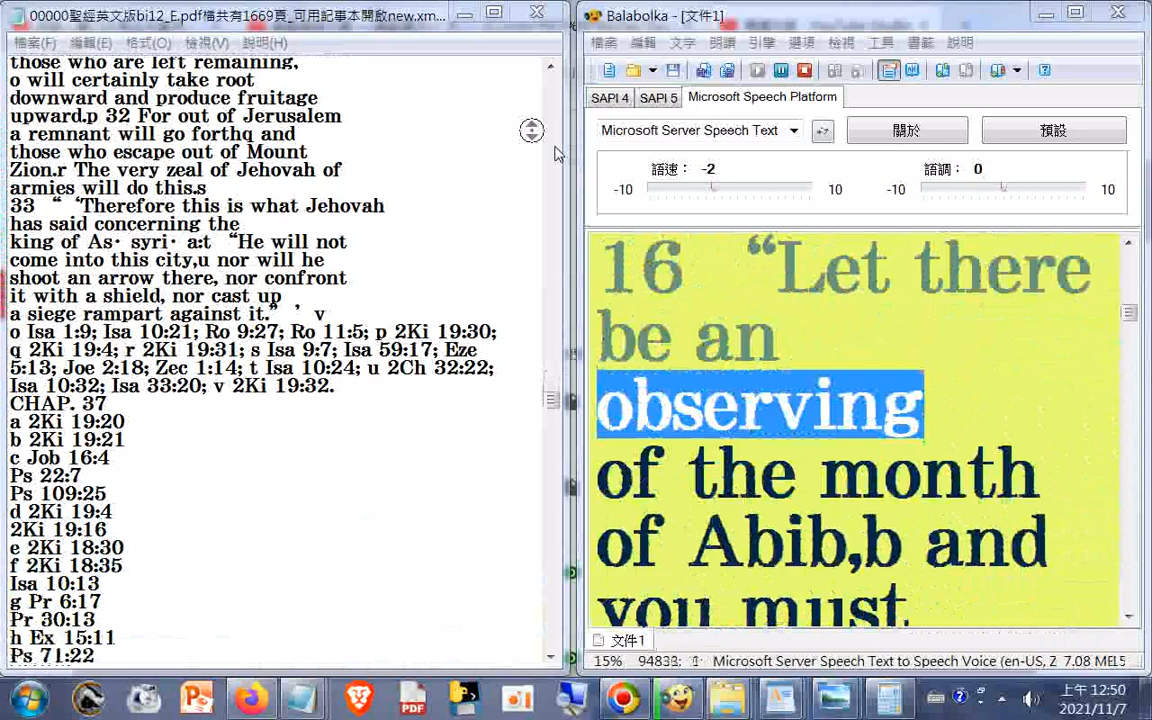 00000聖經英文版bi12_E.pdf檔共有1669頁_可用記事本開啟new.xm...
檔案(F) 編輯(E) 格式(O) 檢視(V) 說明(H)
those who are left remaining,
o will certainly take root
downward and produce fruitage
upward.p 32 For out of Jerusalem
a remnant will go forthq and
those who escape out of Mount
Zion.r The very zeal of Jehovah of
armies will do this.s
33 “ ‘Therefore this is what Jehovah
has said concerning the
king of As· syri· a:t “He will not
come into this city,u nor will he
shoot an arrow there, nor confront
it with a shield, nor cast up
a siege rampart against it.” ’ v
o Isa 1:9; Isa 10:21; Ro 9:27; Ro 11:5; p 2Ki 19:30;
q 2Ki 19:4; r 2Ki 19:31; s Isa 9:7; Isa 59:17; Eze
5:13; Joe 2:18; Zec 1:14; t Isa 10:24; u 2Ch 32:22;
Isa 10:32; Isa 33:20; v 2Ki 19:32.
CHAP. 37
a 2Ki 19:20
b 2Ki 19:21
c Job 16:4
Ps 22:7
Ps 109:25
d 2Ki 19:4
2Ki 19:16
e 2Ki 18:30
f 2Ki 18:35
Isa 10:13
g Pr 6:17
Pr 30:13
h Ex 15:11
Ps 71:22
Balabolka - [文件1]
檔案 編輯 文字 朗讀 引擎 選項 檢視 工具 書籤 說明
SAPI 4 SAPI 5 Microsoft Speech Platform
Microsoft Server Speech Text 關於 預設
語速： -2 語調： 0
-10 10 -10 10
16 “Let there
be an
observing
of the month
of Abib,b and
you must
文件1
15% 94833: 1 Microsoft Server Speech Text to Speech Voice (en-US, Z 7.08 МЕ15
PDF
上午 12:50
2021/11/7